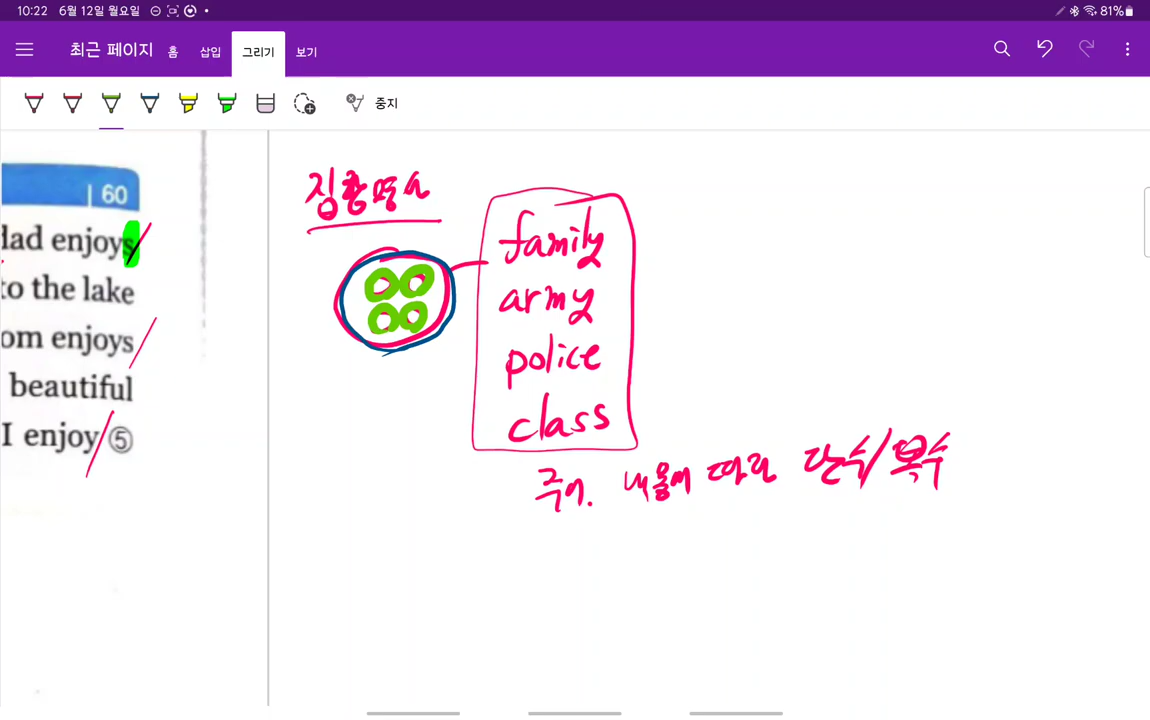 10:22 6월 12일 월요일 81%
최근 페이지 홈 삽입 그리기 보기
중지
| 60
dad enjoys
to the lake
om enjoys
beautiful
I enjoy ⑤
집합명사
family
army
police
class
주어. 내용에 따라 단수/복수